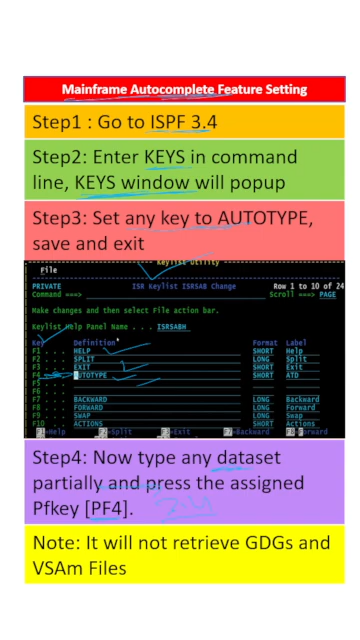 Mainframe Autocomplete Feature Setting
Step1 : Go to ISPF 3.4
Step2: Enter KEYS in command
line, KEYS window will popup
Step3: Set any key to AUTOTYPE,
save and exit
Keylist Utility
File
PRIVATE ISR Keylist ISRSAB Change Row 1 to 10 of 24
Command ===> Scroll ===> PAGE
Make changes and then select File action bar.
Keylist Help Panel Name . . . ISRSABH
Key Definition Format Label
F1 . . . HELP SHORT Help
F2 . . . SPLIT LONG Split
F3 . . . EXIT SHORT Exit
F4 . . . AUTOTYPE SHORT ATD
F5 . . .
F6 . . .
F7 . . . BACKWARD LONG Backward
F8 . . . FORWARD LONG Forward
F9 . . . SWAP LONG Swap
F10 . . . ACTIONS SHORT Actions
F1=Help F2=Split F3=Exit F7=Backward F8=Forward
Step4: Now type any dataset
partially and press the assigned
Pfkey [PF4].
Note: It will not retrieve GDGs and
VSAm Files